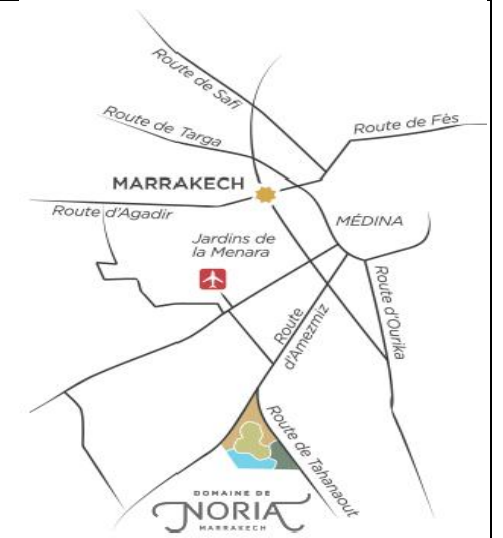 Route de Safi
Route de Targa
Route de Fès
MARRAKECH
Route d'Agadir
MÉDINA
Jardins de
la Menara
Route d'Ourika
Route
d'Amezmiz
Route de Tahanaout
DOMAINE DE
NORIA
MARRAKECH